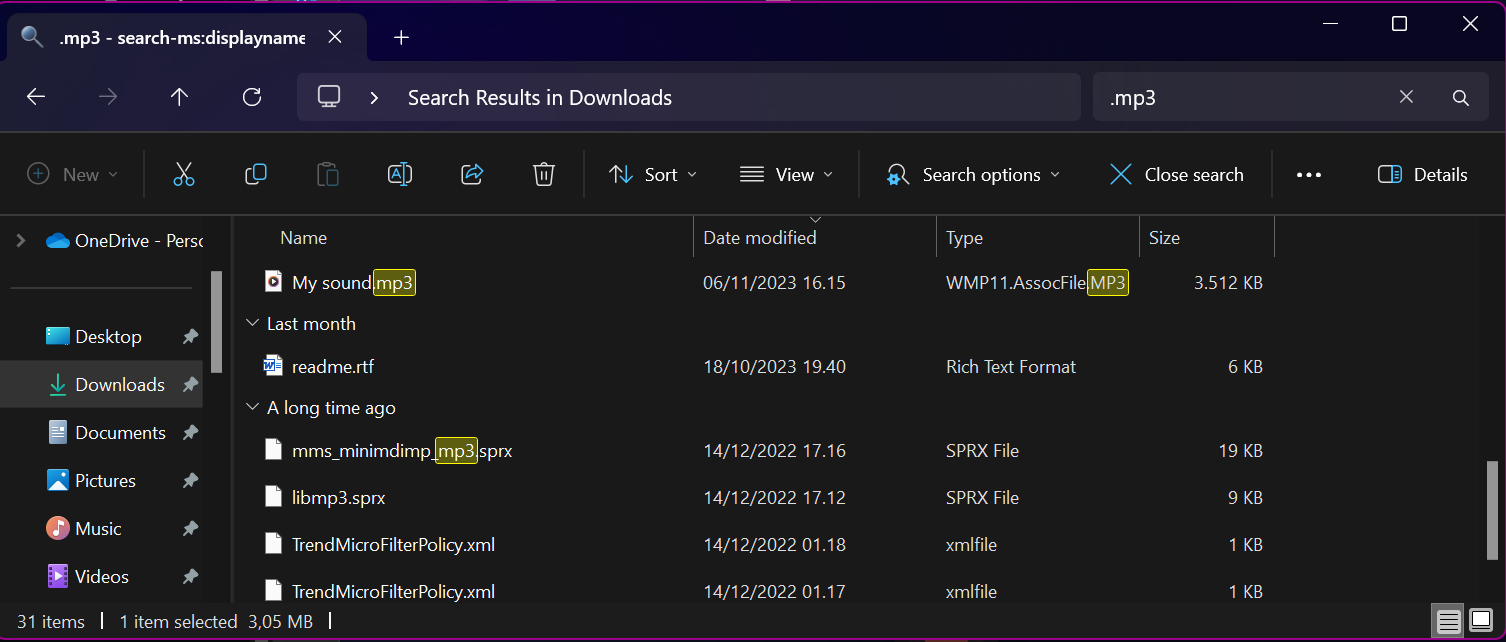 .mp3 - search-ms:displayname
Search Results in Downloads
.mp3
New
Sort
View
Search options
Close search
Details
OneDrive - Perso
Desktop
Downloads
Documents
Pictures
Music
Videos
Name Date modified Type Size
My sound.mp3 06/11/2023 16.15 WMP11.AssocFile.MP3 3.512 KB
Last month
readme.rtf 18/10/2023 19.40 Rich Text Format 6 KB
A long time ago
mms_minimdimp_mp3.sprx 14/12/2022 17.16 SPRX File 19 KB
libmp3.sprx 14/12/2022 17.12 SPRX File 9 KB
TrendMicroFilterPolicy.xml 14/12/2022 01.18 xmlfile 1 KB
TrendMicroFilterPolicy.xml 14/12/2022 01.17 xmlfile 1 KB
31 items 1 item selected 3,05 MB